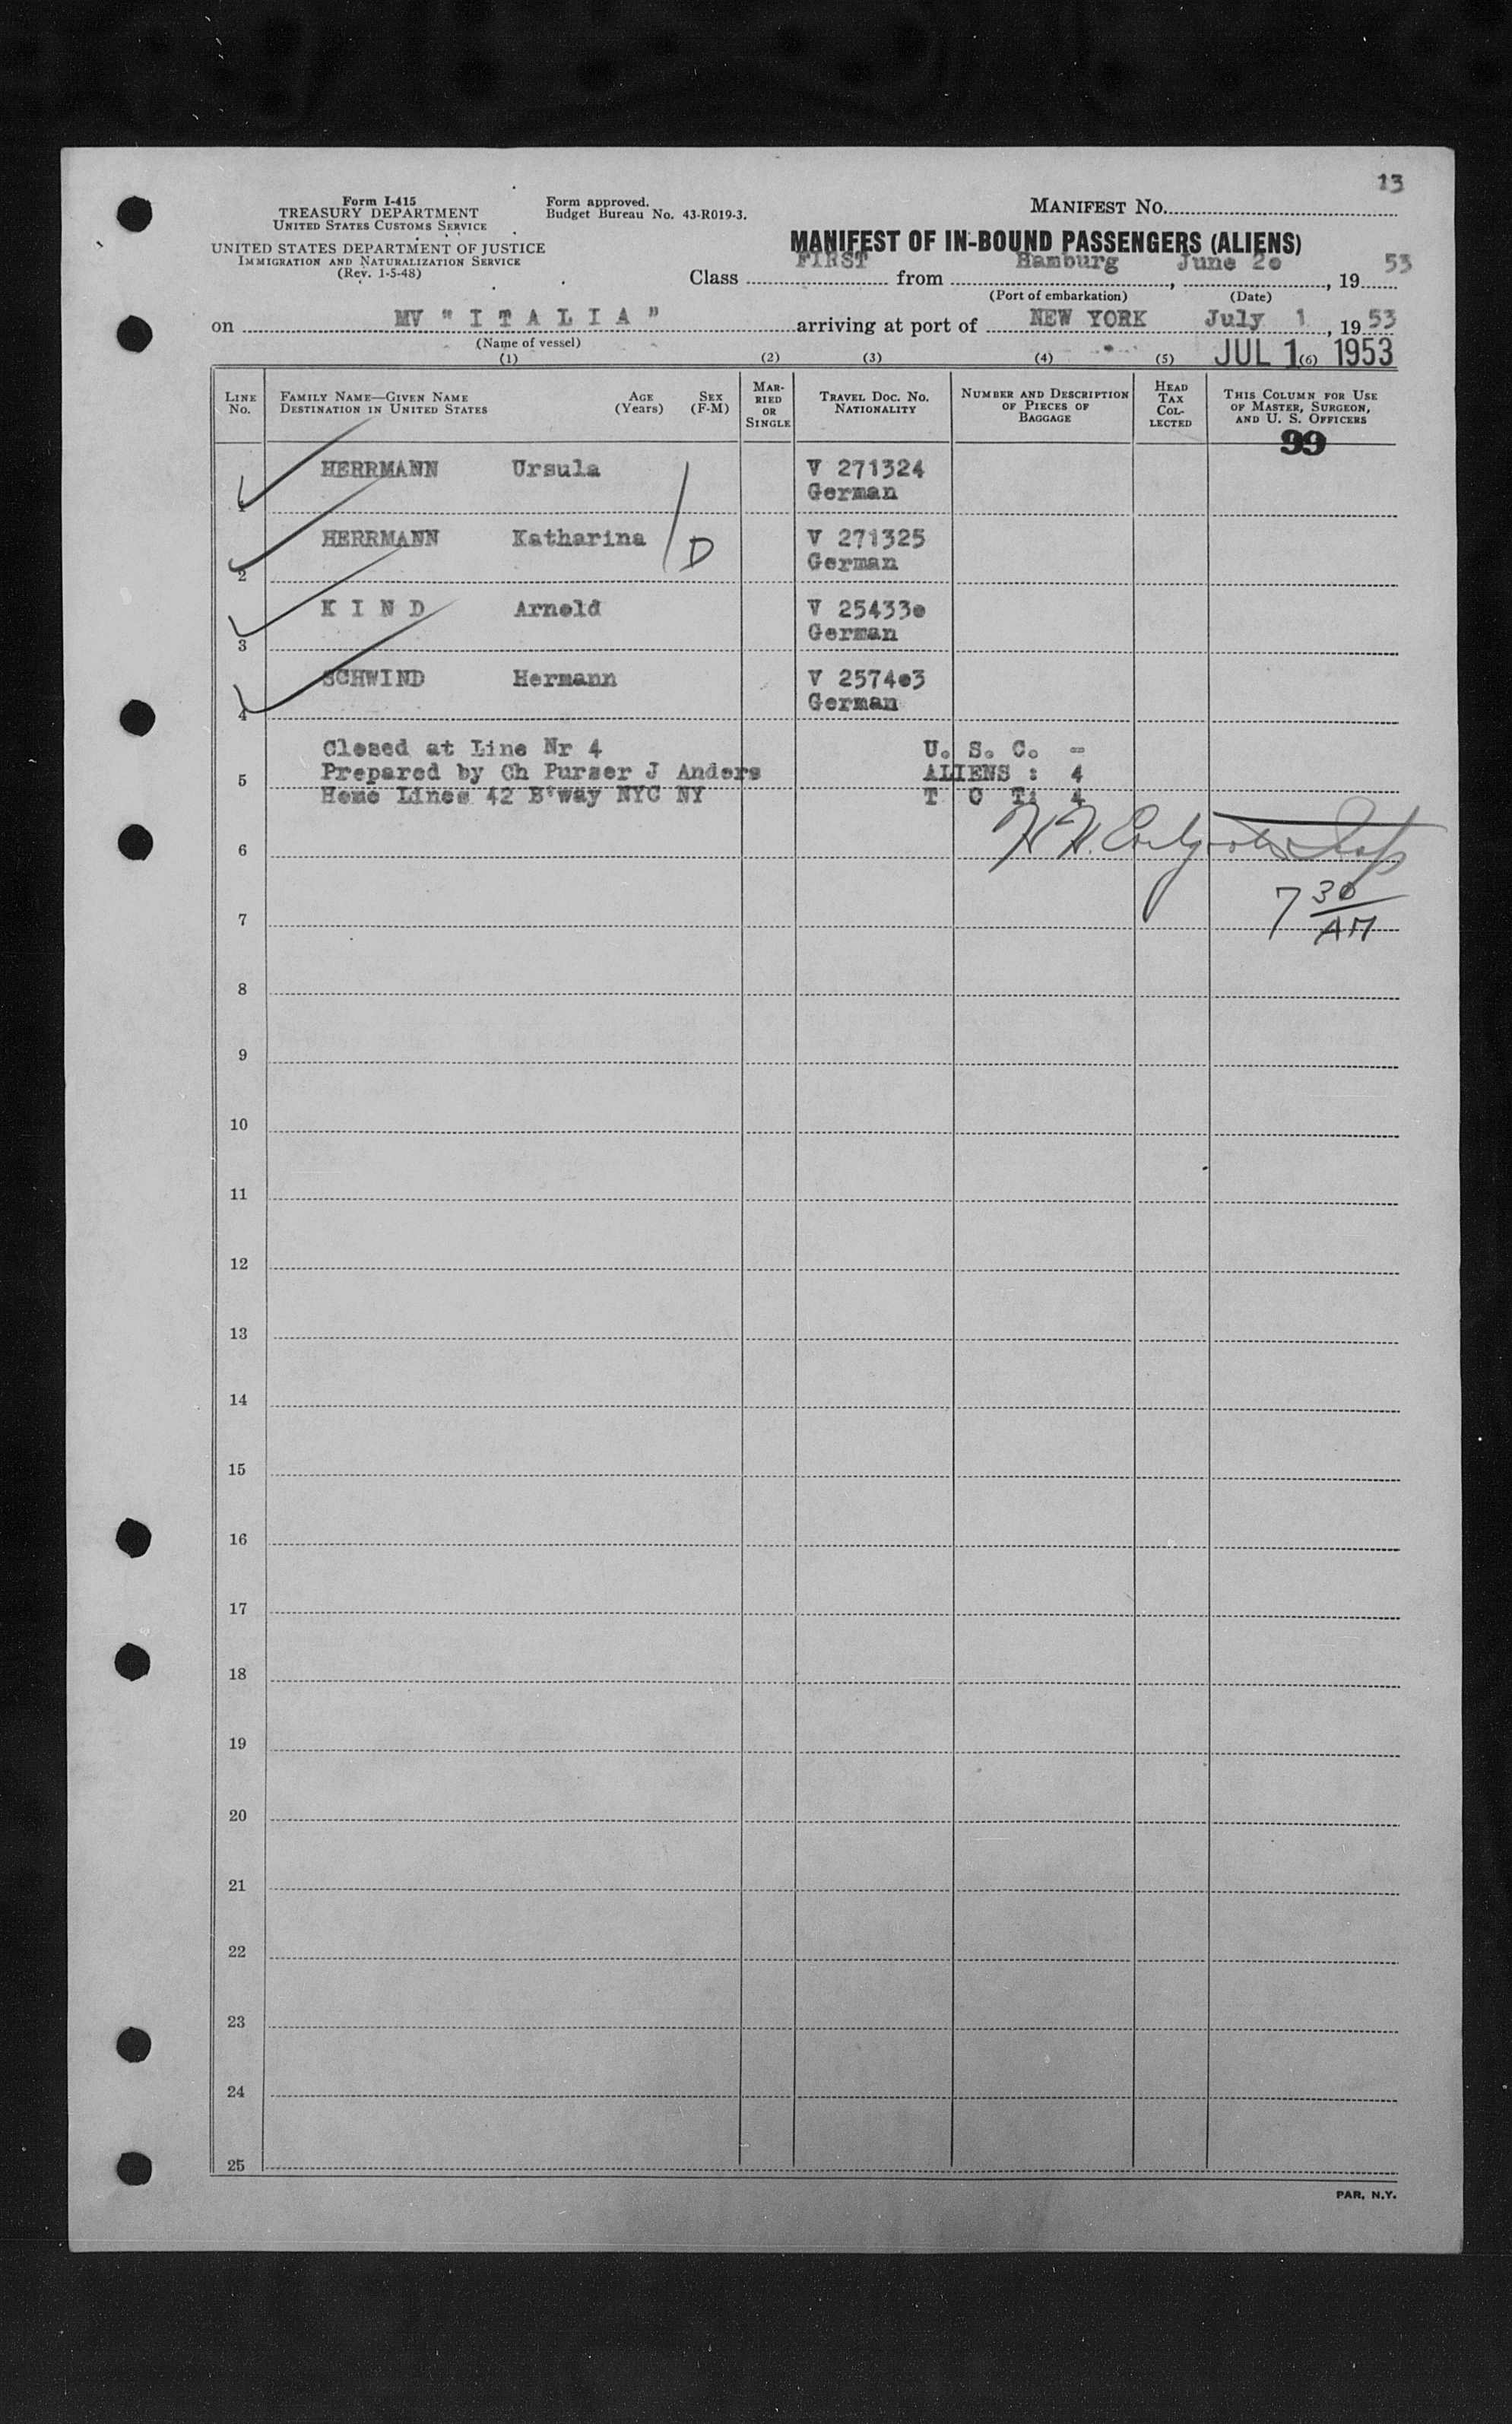 13
Form I-415
TREASURY DEPARTMENT
UNITED STATES CUSTOMS SERVICE
UNITED STATES DEPARTMENT OF JUSTICE
IMMIGRATION AND NATURALIZATION SERVICE
(Rev. 1-5-48)
Form approved.
Budget Bureau No. 43-R019-3.
MANIFEST NO.
MANIFEST OF IN-BOUND PASSENGERS (ALIENS)
Class FIRST from Hamburg, June 2e, 19 53
(Port of embarkation) (Date)
on MV " I T A L I A " arriving at port of NEW YORK July 1, 19 53
(Name of vessel)
JUL 1 1953
(1) (2) (3) (4) (5) (6)
LINE NO.
FAMILY NAME—GIVEN NAME
DESTINATION IN UNITED STATES
AGE (YEARS)
SEX (F-M)
MARRIED OR SINGLE
TRAVEL DOC. NO.
NATIONALITY
NUMBER AND DESCRIPTION OF PIECES OF BAGGAGE
HEAD TAX COLLECTED
THIS COLUMN FOR USE OF MASTER, SURGEON, AND U. S. OFFICERS
99
1 HERRMANN Ursula V 271324
German
2 HERRMANN Katharina D V 271325
German
3 K I N D Arnold V 25433e
German
4 SCHWIND Hermann V 2574e3
German
Closed at Line Nr 4 U. S. C. -
5 Prepared by Ch Purser J Anders ALIENS : 4
Home Lines 42 B'way NYC NY T O T: 4
6
7 7 30 AM
8
9
10
11
12
13
14
15
16
17
18
19
20
21
22
23
24
25
PAR, N.Y.